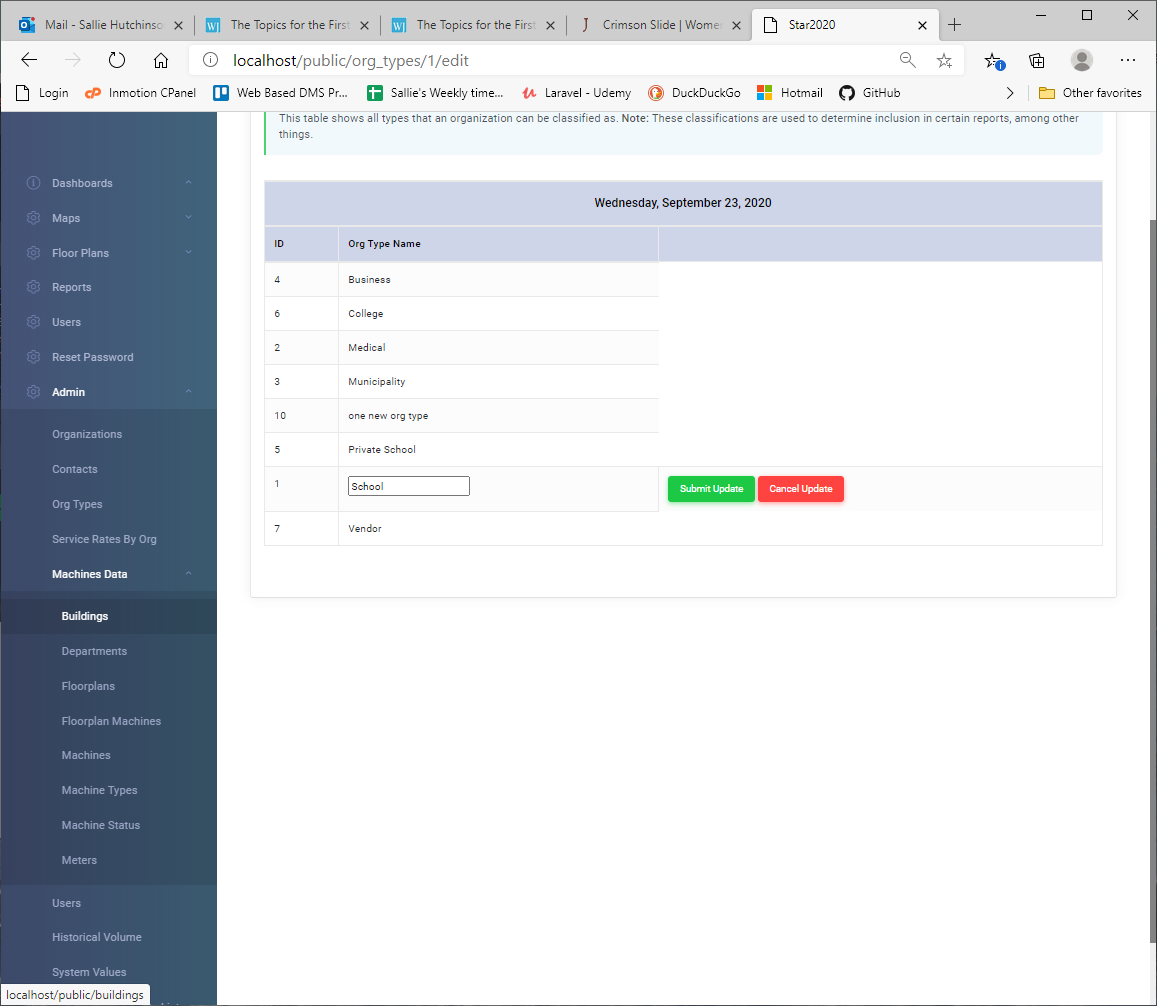 Mail - Sallie Hutchinso
The Topics for the First
The Topics for the First
Crimson Slide | Wome
Star2020
localhost/public/org_types/1/edit
Login
Inmotion CPanel
Web Based DMS Pr...
Sallie's Weekly time...
Laravel - Udemy
DuckDuckGo
Hotmail
GitHub
Other favorites
This table shows all types that an organization can be classified as. Note: These classifications are used to determine inclusion in certain reports, among other
things.
Dashboards
Maps
Floor Plans
Reports
Users
Reset Password
Admin
Organizations
Contacts
Org Types
Service Rates By Org
Machines Data
Buildings
Departments
Floorplans
Floorplan Machines
Machines
Machine Types
Machine Status
Meters
Users
Historical Volume
System Values
Wednesday, September 23, 2020
ID Org Type Name
4 Business
6 College
2 Medical
3 Municipality
10 one new org type
5 Private School
1 School Submit Update Cancel Update
7 Vendor
localhost/public/buildings